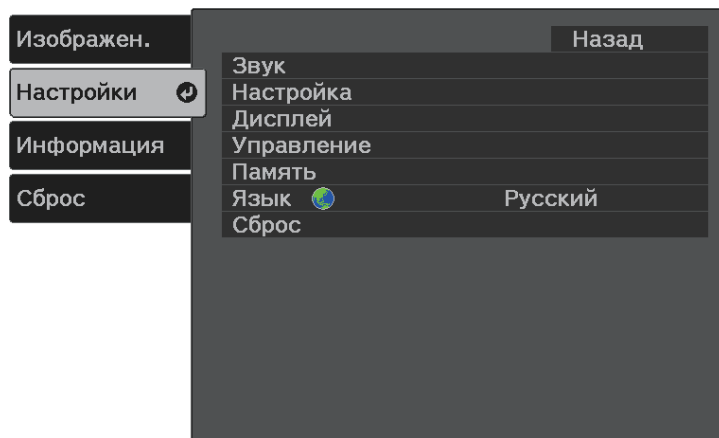 Изображен.
Настройки
Информация
Сброс
Назад
Звук
Настройка
Дисплей
Управление
Память
Язык Русский
Сброс